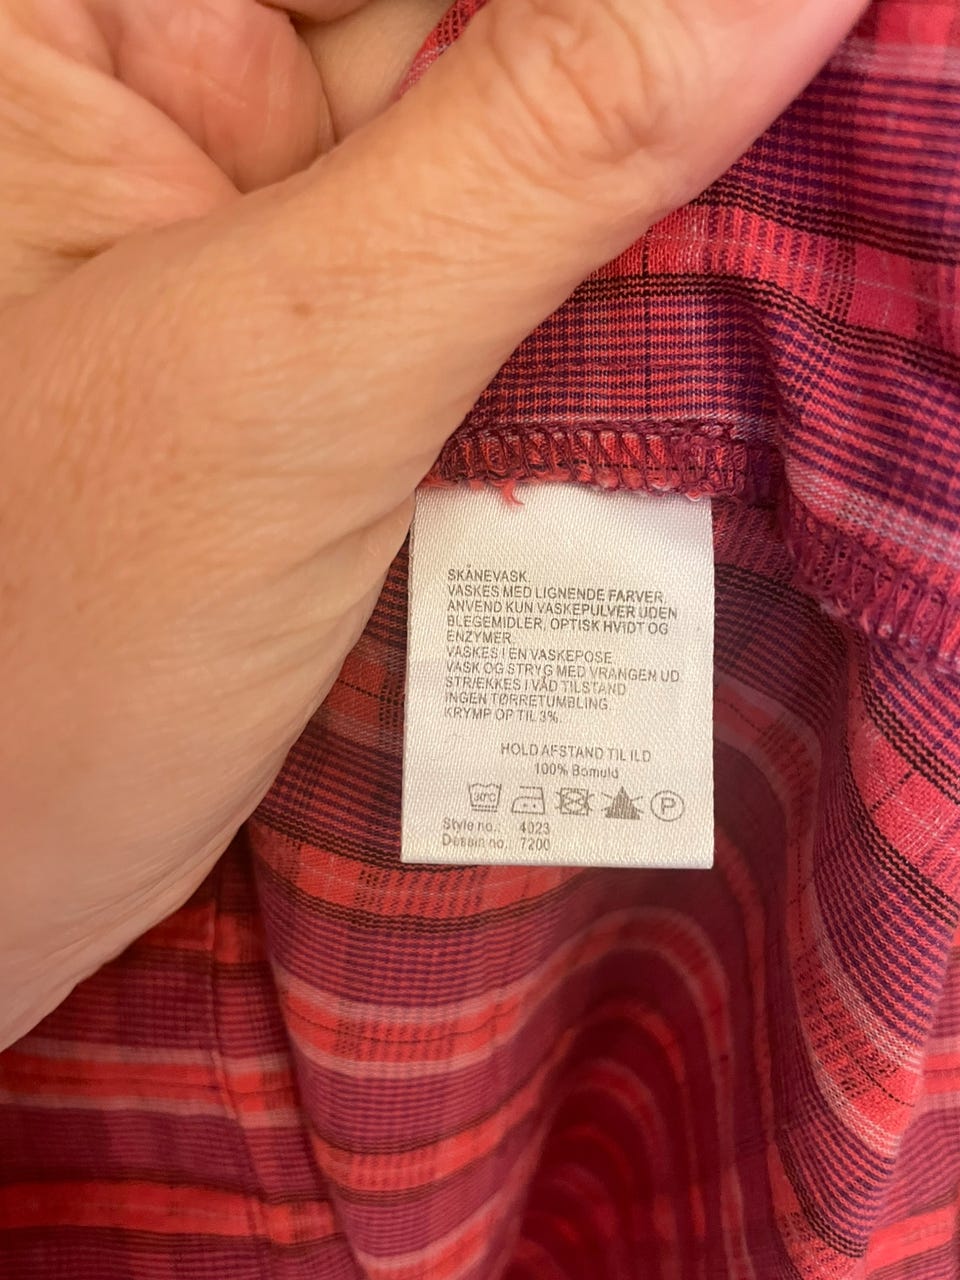 SKÅNEVASK.
VASKES MED LIGNENDE FARVER,
ANVEND KUN VASKEPULVER UDEN
BLEGEMIDLER, OPTISK HVIDT OG
ENZYMER.
VASKES I EN VASKEPOSE
VASK OG STRYG MED VRANGEN UD.
STRÆKKES I VÅD TILSTAND
INGEN TØRRETUMBLING
KRYMP OP TIL 3%.
HOLD AFSTAND TIL ILD
100% Bomuld
30°C P
Style no.: 4023
Dessin no.: 7200